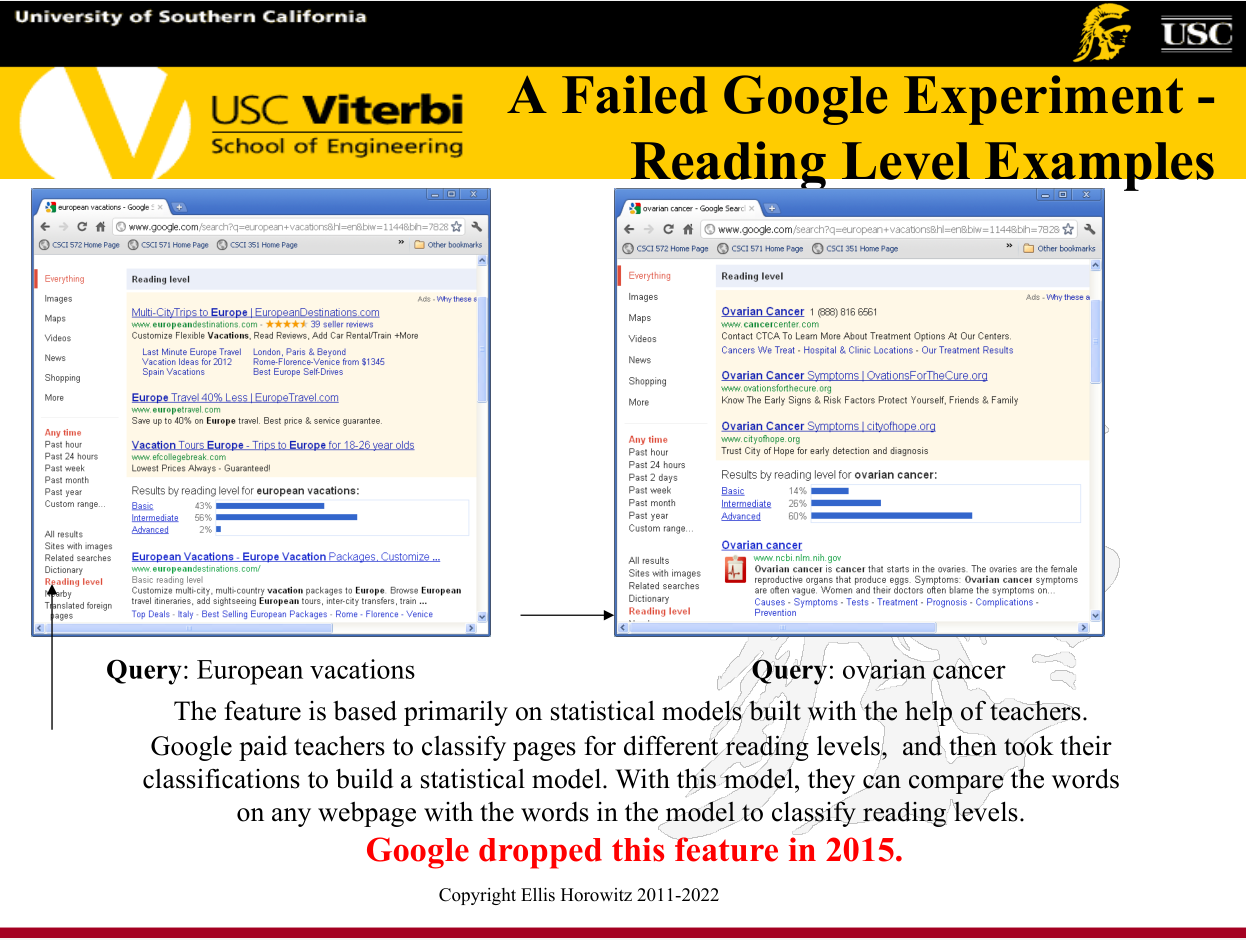 University of Southern California
USC
USC Viterbi
School of Engineering
A Failed Google Experiment -
Reading Level Examples
european vacations - Google S
www.google.com/search?q=european+vacations&hl=en&biw=1144&bih=7828
CSCI 572 Home Page
CSCI 571 Home Page
CSCI 351 Home Page
»
Other bookmarks
Everything
Images
Maps
Videos
News
Shopping
More
Any time
Past hour
Past 24 hours
Past week
Past month
Past year
Custom range...
All results
Sites with images
Related searches
Dictionary
Reading level
Nearby
Translated foreign
pages
Reading level
Ads - Why these a
Multi-CityTrips to Europe | EuropeanDestinations.com
www.europeandestinations.com - 39 seller reviews
Customize Flexible Vacations, Read Reviews, Add Car Rental/Train +More
Last Minute Europe Travel London, Paris & Beyond
Vacation Ideas for 2012 Rome-Florence-Venice from $1345
Spain Vacations Best Europe Self-Drives
Europe Travel 40% Less | EuropeTravel.com
www.europetravel.com
Save up to 40% on Europe travel. Best price & service guarantee.
Vacation Tours Europe - Trips to Europe for 18-26 year olds
www.efcollegebreak.com
Lowest Prices Always - Guaranteed!
Results by reading level for european vacations:
Basic 43%
Intermediate 56%
Advanced 2%
European Vacations - Europe Vacation Packages, Customize ...
www.europeandestinations.com/
Basic reading level
Customize multi-city, multi-country vacation packages to Europe. Browse European
travel itineraries, add sightseeing European tours, inter-city transfers, train ...
Top Deals - Italy - Best Selling European Packages - Rome - Florence - Venice
ovarian cancer - Google Searc
www.google.com/search?q=european+vacations&hl=en&biw=1144&bih=7828
CSCI 572 Home Page
CSCI 571 Home Page
CSCI 351 Home Page
»
Other bookmarks
Everything
Images
Maps
Videos
News
Shopping
More
Any time
Past hour
Past 24 hours
Past 2 days
Past week
Past month
Past year
Custom range...
All results
Sites with images
Related searches
Dictionary
Reading level
Reading level
Ads - Why these a
Ovarian Cancer 1 (888) 816 6561
www.cancercenter.com
Contact CTCA To Learn More About Treatment Options At Our Centers.
Cancers We Treat - Hospital & Clinic Locations - Our Treatment Results
Ovarian Cancer Symptoms | OvationsForTheCure.org
www.ovationsforthecure.org
Know The Early Signs & Risk Factors Protect Yourself, Friends & Family
Ovarian Cancer Symptoms | cityofhope.org
www.cityofhope.org
Trust City of Hope for early detection and diagnosis
Results by reading level for ovarian cancer:
Basic 14%
Intermediate 26%
Advanced 60%
Ovarian cancer
www.ncbi.nlm.nih.gov
Ovarian cancer is cancer that starts in the ovaries. The ovaries are the female
reproductive organs that produce eggs. Symptoms: Ovarian cancer symptoms
are often vague. Women and their doctors often blame the symptoms on...
Causes - Symptoms - Tests - Treatment - Prognosis - Complications -
Prevention
Query: European vacations
Query: ovarian cancer
The feature is based primarily on statistical models built with the help of teachers.
Google paid teachers to classify pages for different reading levels, and then took their
classifications to build a statistical model. With this model, they can compare the words
on any webpage with the words in the model to classify reading levels.
Google dropped this feature in 2015.
Copyright Ellis Horowitz 2011-2022